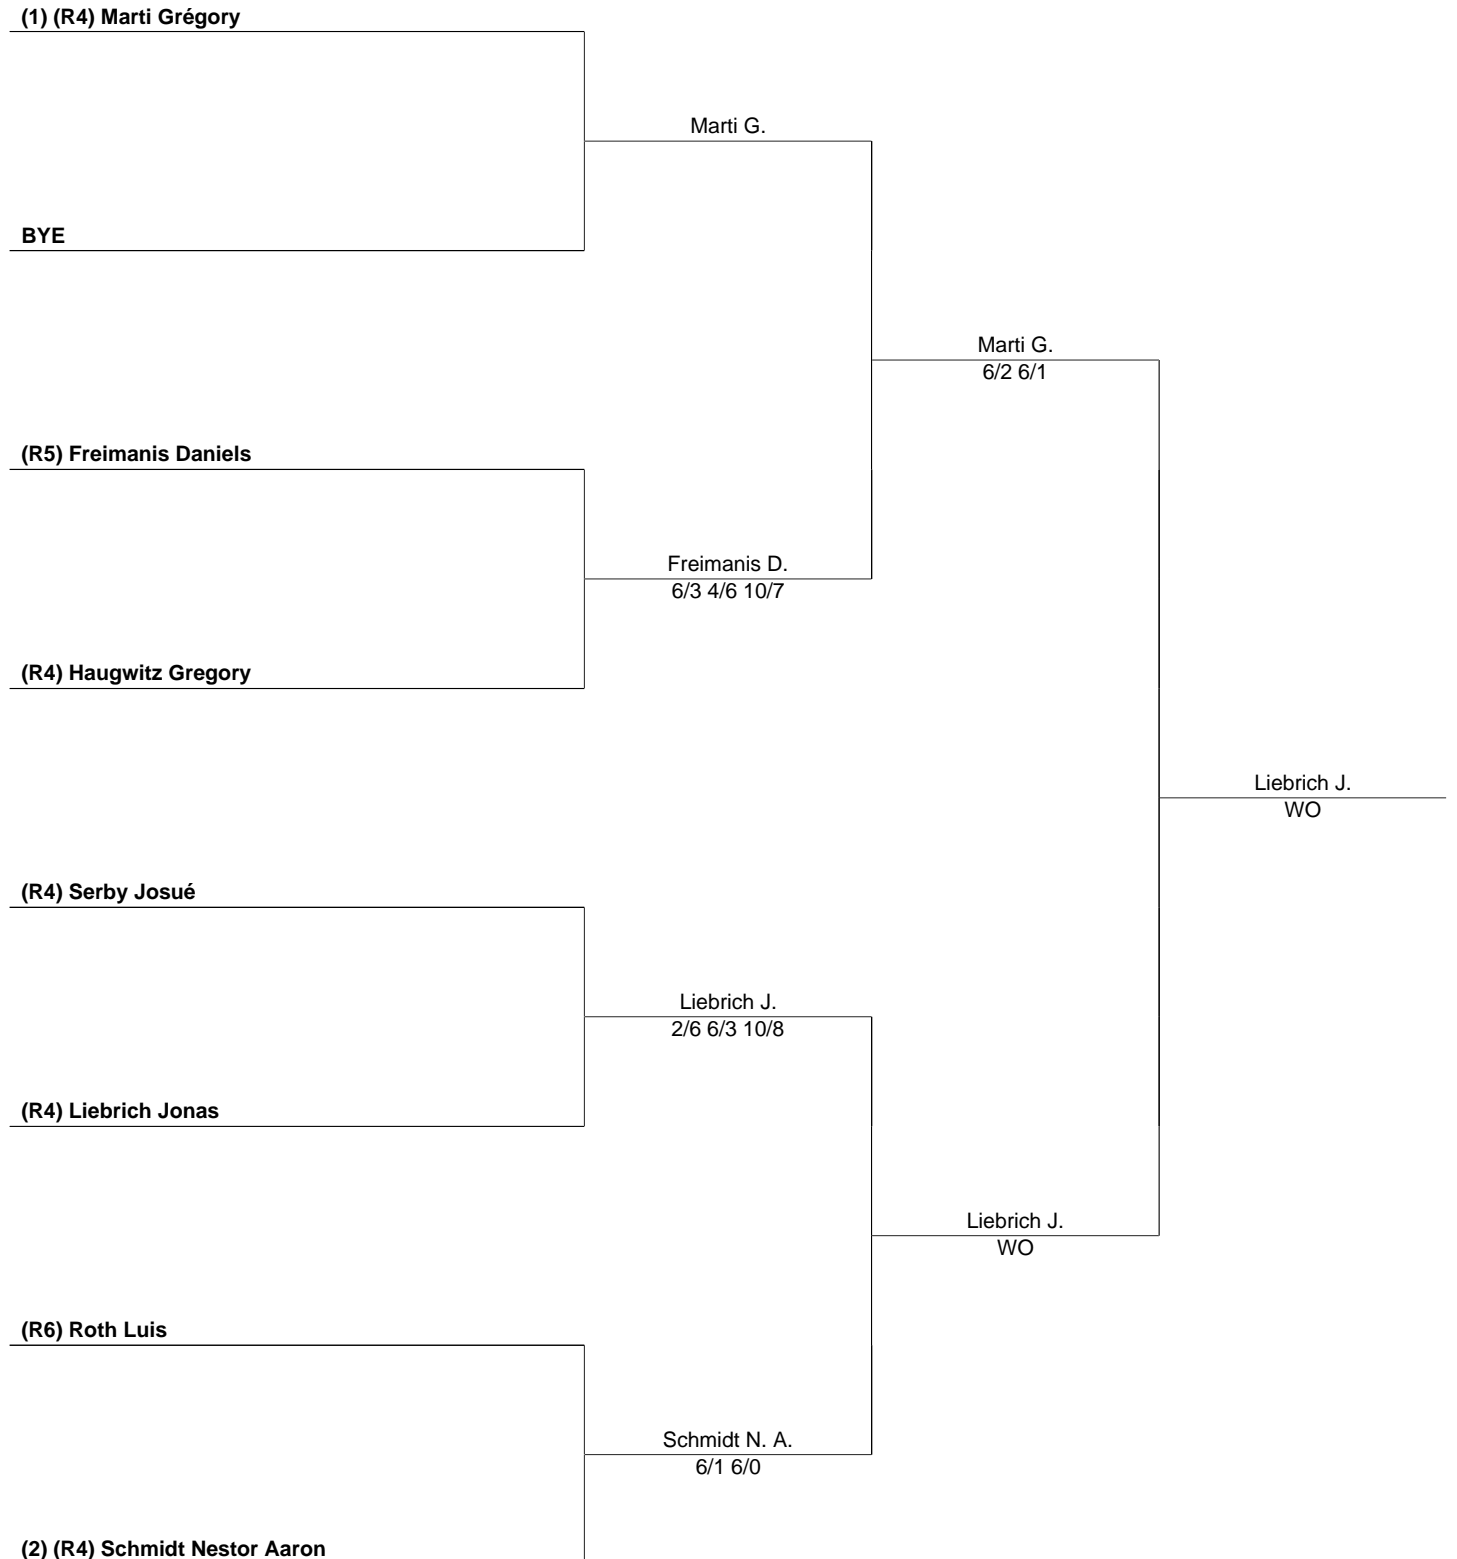 (1) (R4) Marti Grégory
Marti G.
BYE
Marti G.
6/2 6/1
(R5) Freimanis Daniels
Freimanis D.
6/3 4/6 10/7
(R4) Haugwitz Gregory
Liebrich J.
WO
(R4) Serby Josué
Liebrich J.
2/6 6/3 10/8
(R4) Liebrich Jonas
Liebrich J.
WO
(R6) Roth Luis
Schmidt N. A.
6/1 6/0
(2) (R4) Schmidt Nestor Aaron